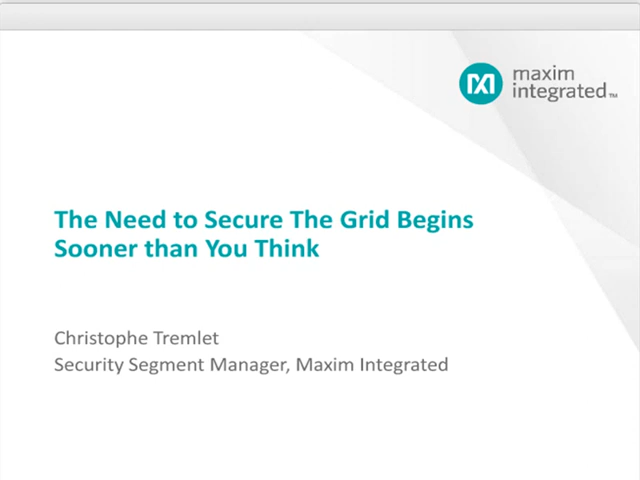 maxim
integrated™
The Need to Secure The Grid Begins
Sooner than You Think
Christophe Tremlet
Security Segment Manager, Maxim Integrated